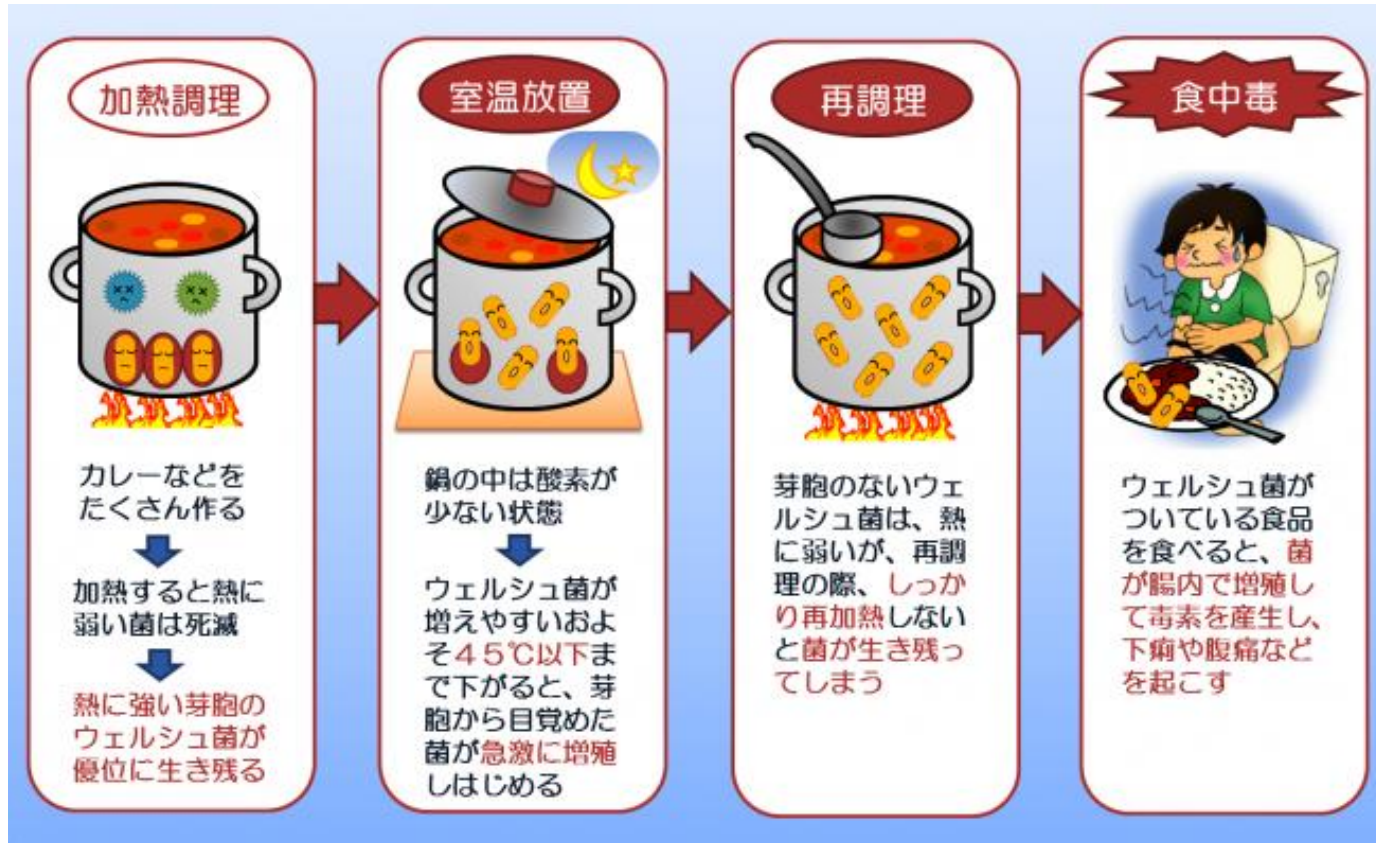 加熱調理
カレーなどを
たくさん作る
加熱すると熱に
弱い菌は死滅
熱に強い芽胞の
ウェルシュ菌が
優位に生き残る
室温放置
鍋の中は酸素が
少ない状態
ウェルシュ菌が
増えやすいおよ
そ４５℃以下ま
で下がると、芽
胞から目覚めた
菌が急激に増殖
しはじめる
再調理
芽胞のないウェ
ルシュ菌は、熱
に弱いが、再調
理の際、しっか
り再加熱しない
と菌が生き残っ
てしまう
食中毒
ウェルシュ菌が
ついている食品
を食べると、菌
が腸内で増殖し
て毒素を産生し、
下痢や腹痛など
を起こす